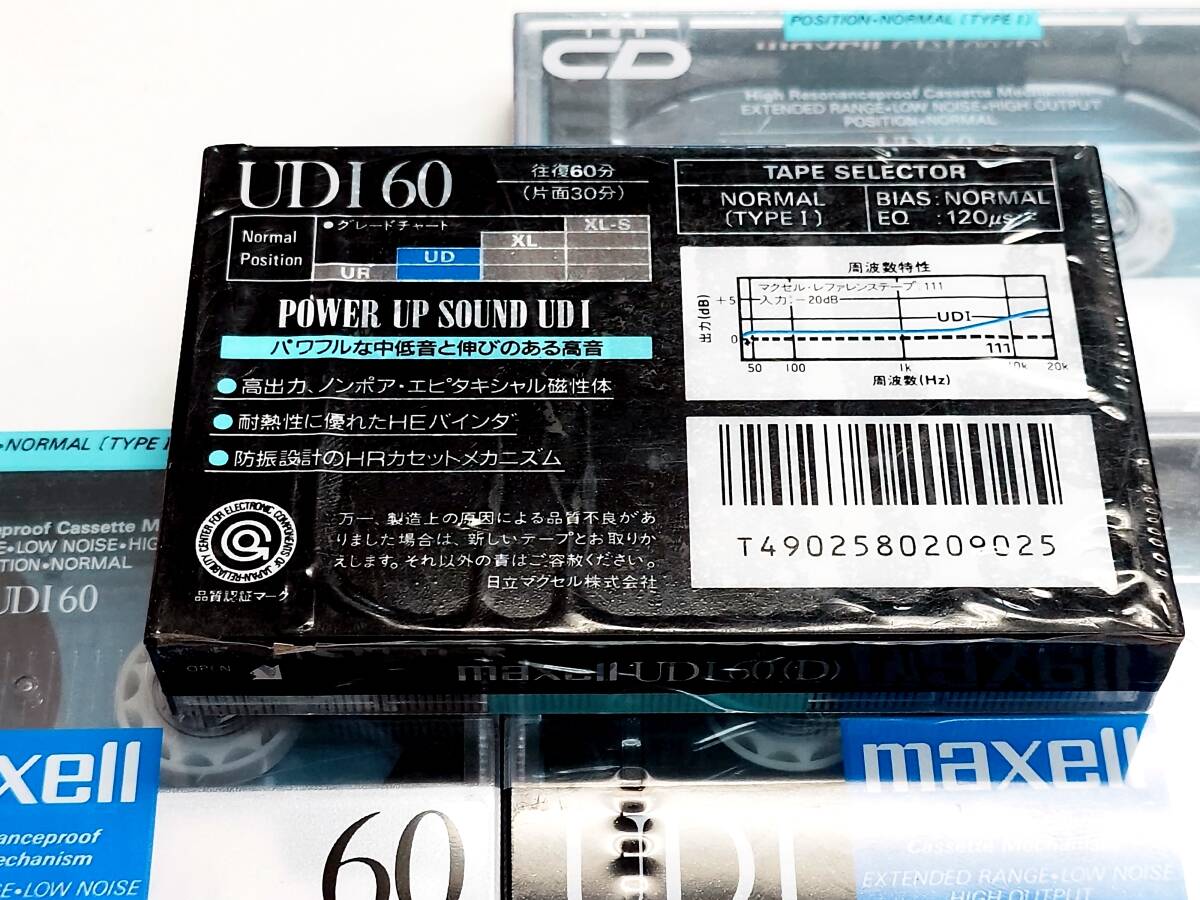 POSITION•NORMAL (TYPE I)
CD
High Resonanceproof Cassette Mechanism
EXTENDED RANGE•LOW NOISE•HIGH OUTPUT
POSITION•NORMAL
UDI 60
往復60分
(片面30分)
Normal
Position
●グレードチャート
XL-S
XL
UD
UR
POWER UP SOUND UD I
パワフルな中低音と伸びのある高音
●高出力、ノンポア・エピタキシャル磁性体
●耐熱性に優れたHEバインダ
●防振設計のHRカセットメカニズム
RELIABILITY CENTER FOR ELECTRONIC COMPONENTS OF JAPAN
品質認証マーク
万一、製造上の原因による品質不良があ
りました場合は、新しいテープとお取りか
えします。それ以外の責はご容赦ください。
日立マクセル株式会社
TAPE SELECTOR
NORMAL
(TYPE I)
BIAS : NORMAL
EQ : 120μs
周波数特性
マクセル・レファレンステープ : 111
入力 : −20dB
出力(dB)
+5
0
UDI
111
50 100 1k 10k 20k
周波数(Hz)
T4902580209025
OPEN
maxell UDI 60(D)
•NORMAL (TYPE I
proof Cassette M
E•LOW NOISE•HIG
TION•NORMAL
UDI 60
xell
anceproof
echanism
GE•LOW NOISE
60
maxell
UDI
Cassette Mechanism
EXTENDED RANGE•LOW NOISE
HIGH OUTPUT